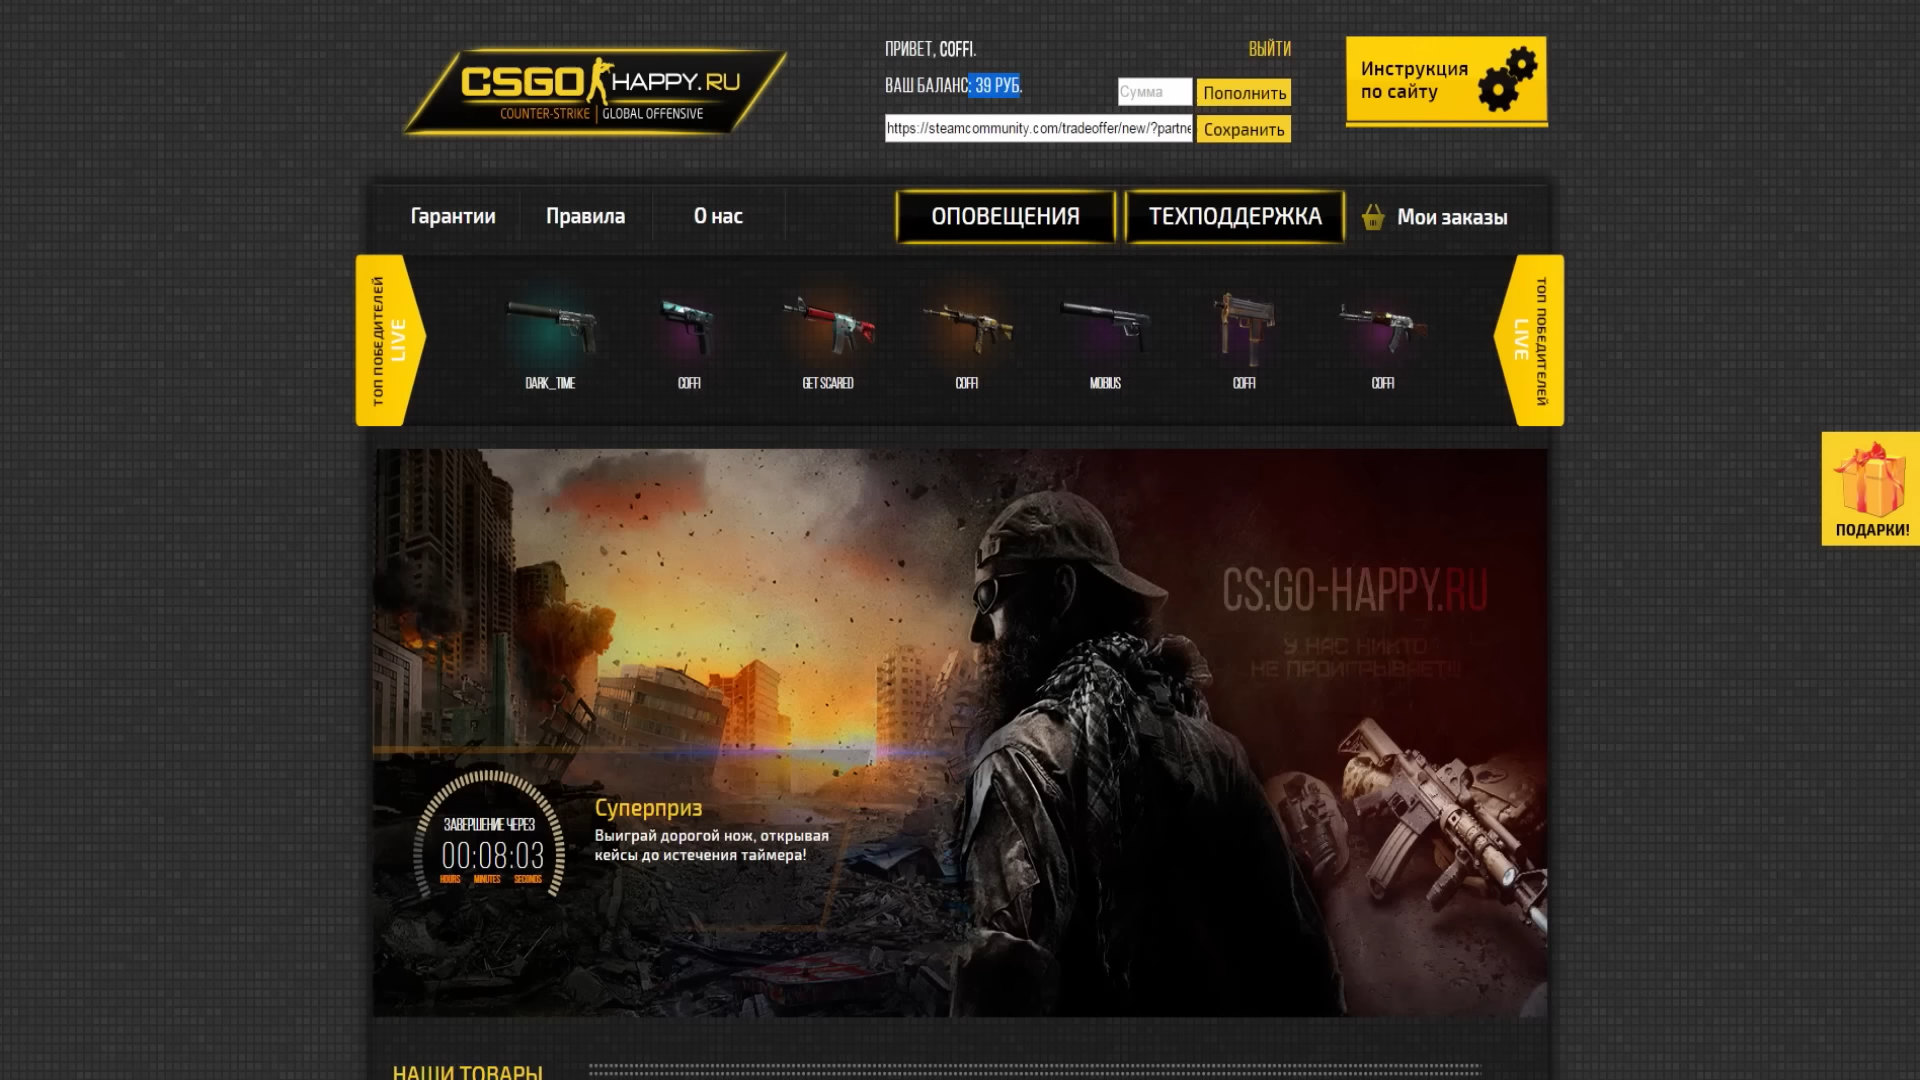 CSGO HAPPY.RU
COUNTER-STRIKE | GLOBAL OFFENSIVE
ПРИВЕТ, COFFI.
ВЫЙТИ
ВАШ БАЛАНС: 39 РУБ.
Сумма
Пополнить
https://steamcommunity.com/tradeoffer/new/?partne
Сохранить
Инструкция
по сайту
Гарантии
Правила
О нас
ОПОВЕЩЕНИЯ
ТЕХПОДДЕРЖКА
Мои заказы
ТОП ПОБЕДИТЕЛЕЙ
LIVE
DARK_TIME
COFFI
GET SCARED
COFFI
MOBIUS
COFFI
COFFI
ТОП ПОБЕДИТЕЛЕЙ
LIVE
ПОДАРКИ!
CS:GO-HAPPY.RU
У НАС НИКТО
НЕ ПРОИГРЫВАЕТ!!!
ЗАВЕРШЕНИЕ ЧЕРЕЗ
00:08:03
HOURS MINUTES SECONDS
Суперприз
Выиграй дорогой нож, открывая
кейсы до истечения таймера!
НАШИ ТОВАРЫ